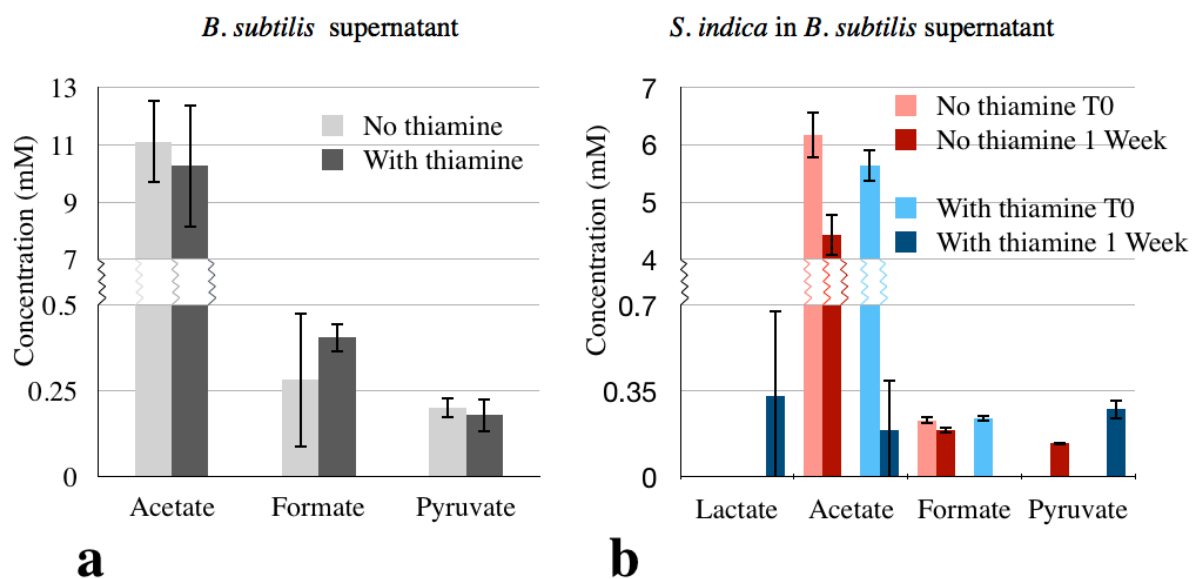 B. subtilis supernatant
13
11
9
7
0.5
0.25
0
Concentration (mM)
No thiamine
With thiamine
Acetate Formate Pyruvate
a
S. indica in B. subtilis supernatant
7
6
5
4
0.7
0.35
0
Concentration (mM)
No thiamine T0
No thiamine 1 Week
With thiamine T0
With thiamine 1 Week
Lactate Acetate Formate Pyruvate
b